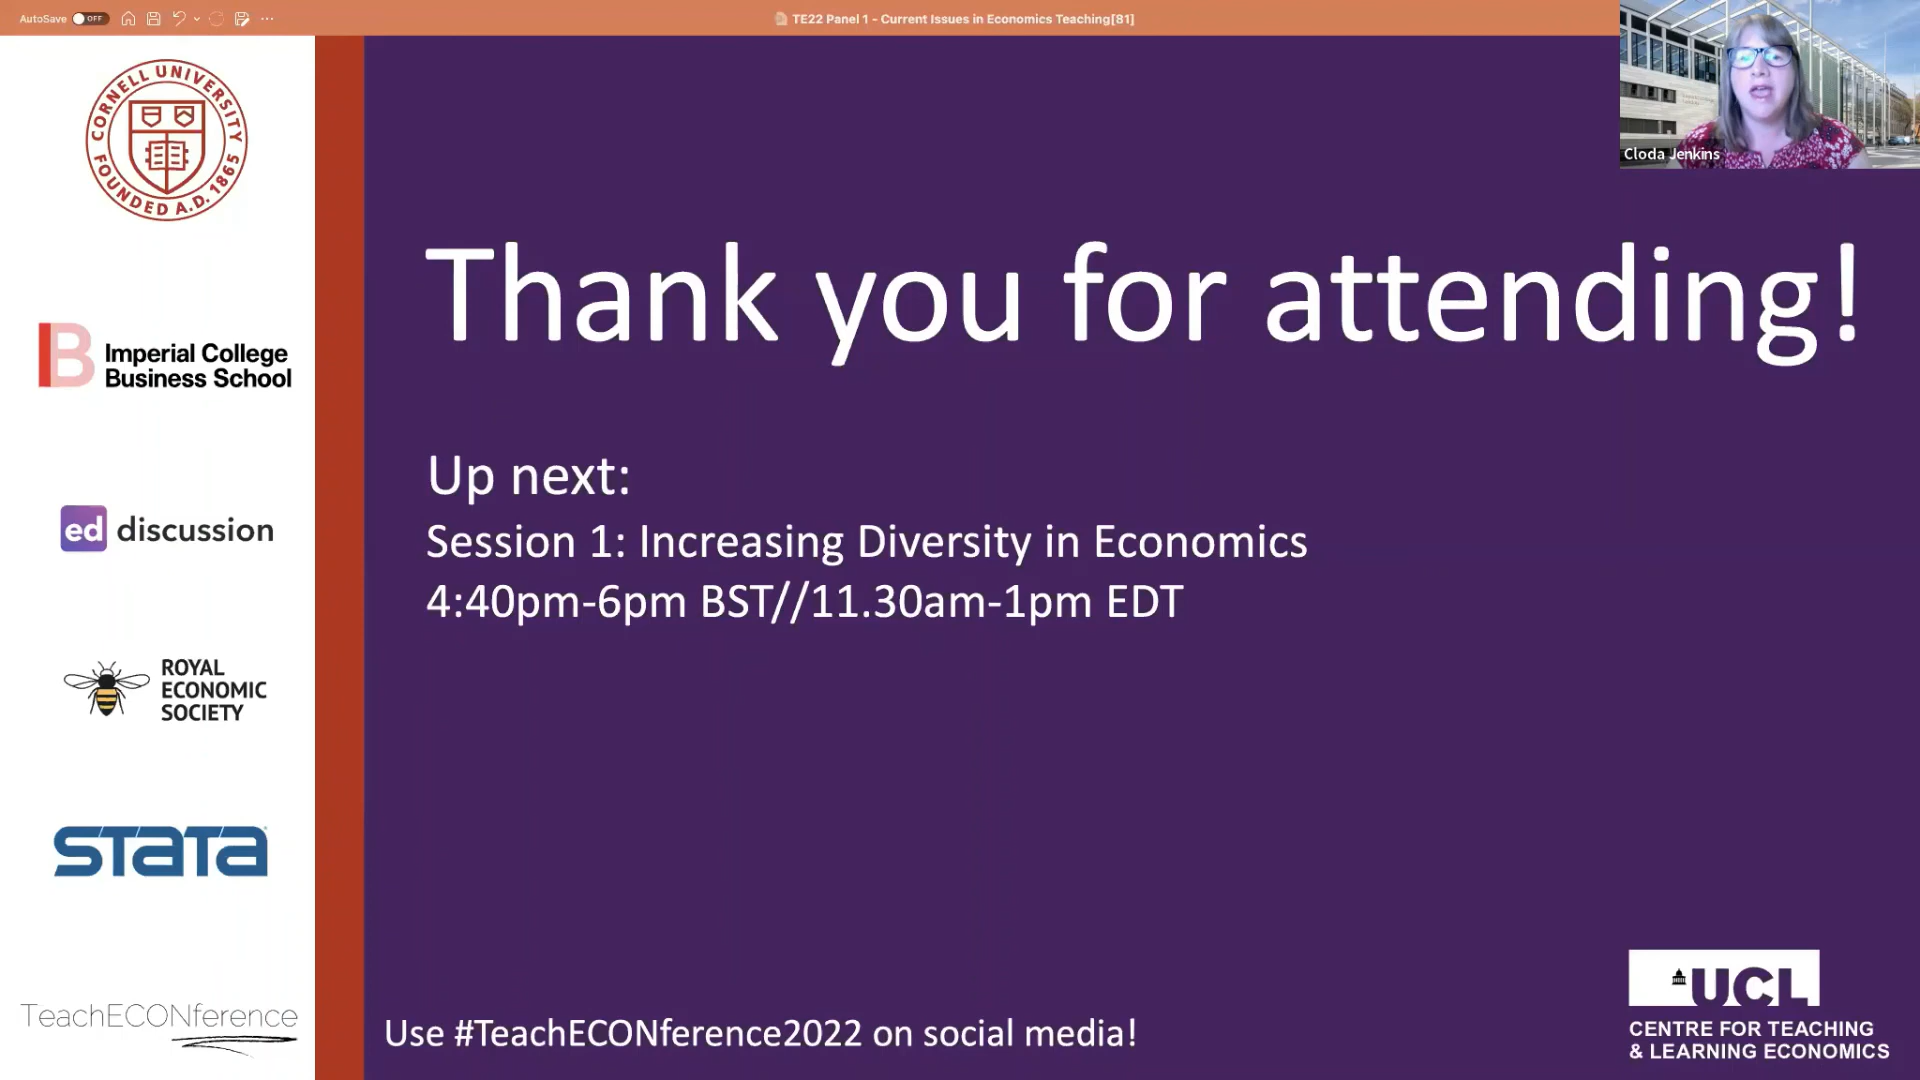 AutoSave OFF
TE22 Panel 1 - Current Issues in Economics Teaching[81]
Cloda Jenkins
CORNELL UNIVERSITY
FOUNDED A.D. 1865
Imperial College
Business School
ed discussion
ROYAL
ECONOMIC
SOCIETY
STATA
TeachECONference
Thank you for attending!
Up next:
Session 1: Increasing Diversity in Economics
4:40pm-6pm BST//11.30am-1pm EDT
Use #TeachECONference2022 on social media!
UCL
CENTRE FOR TEACHING
& LEARNING ECONOMICS